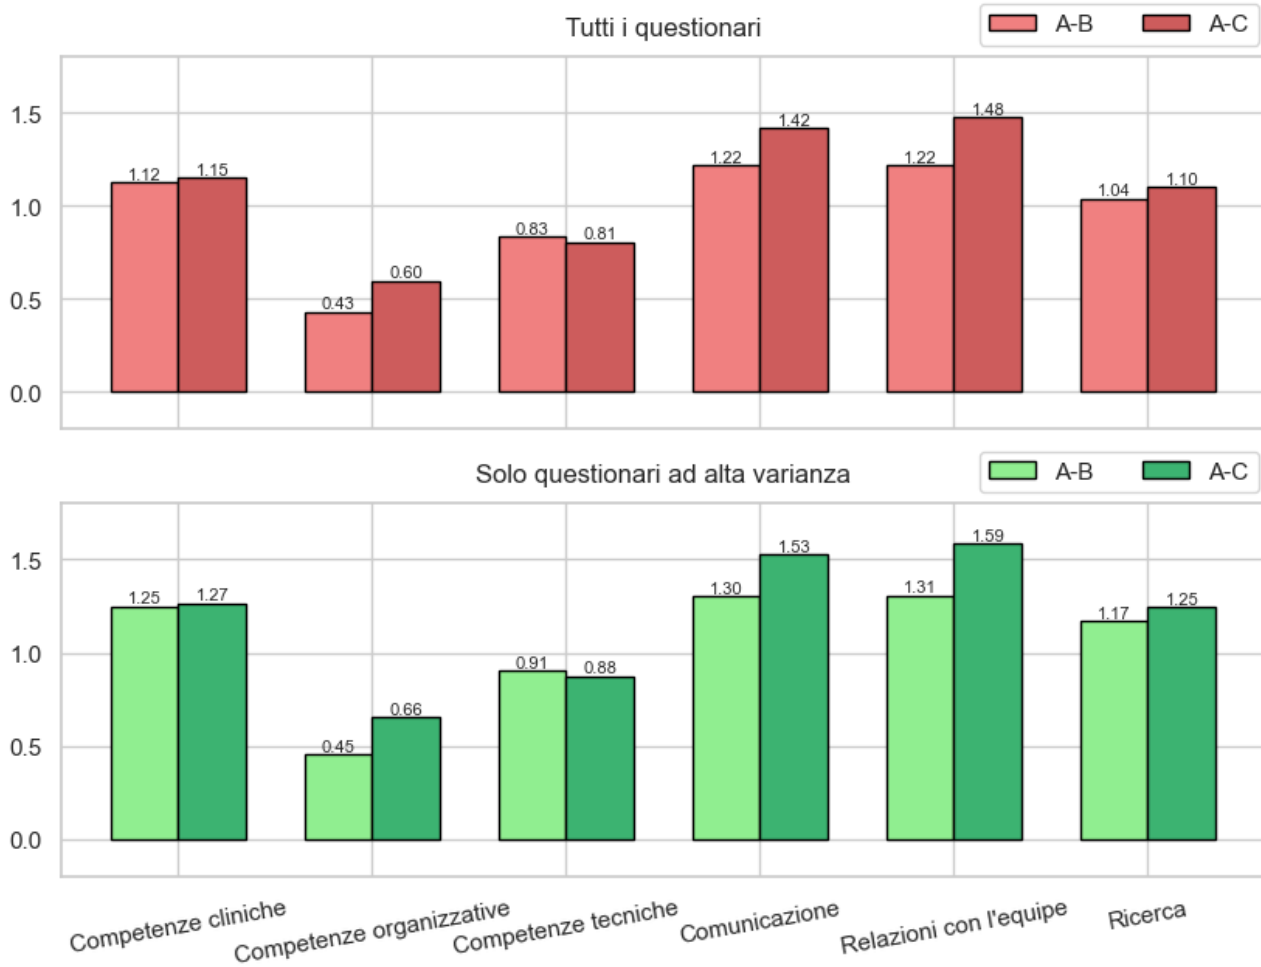 Tutti i questionari
A-B A-C
1.5
1.0
0.5
0.0
1.12 1.15 0.43 0.60 0.83 0.81 1.22 1.42 1.22 1.48 1.04 1.10
Solo questionari ad alta varianza
A-B A-C
1.5
1.0
0.5
0.0
1.25 1.27 0.45 0.66 0.91 0.88 1.30 1.53 1.31 1.59 1.17 1.25
Competenze cliniche
Competenze organizzative
Competenze tecniche
Comunicazione
Relazioni con l'equipe
Ricerca